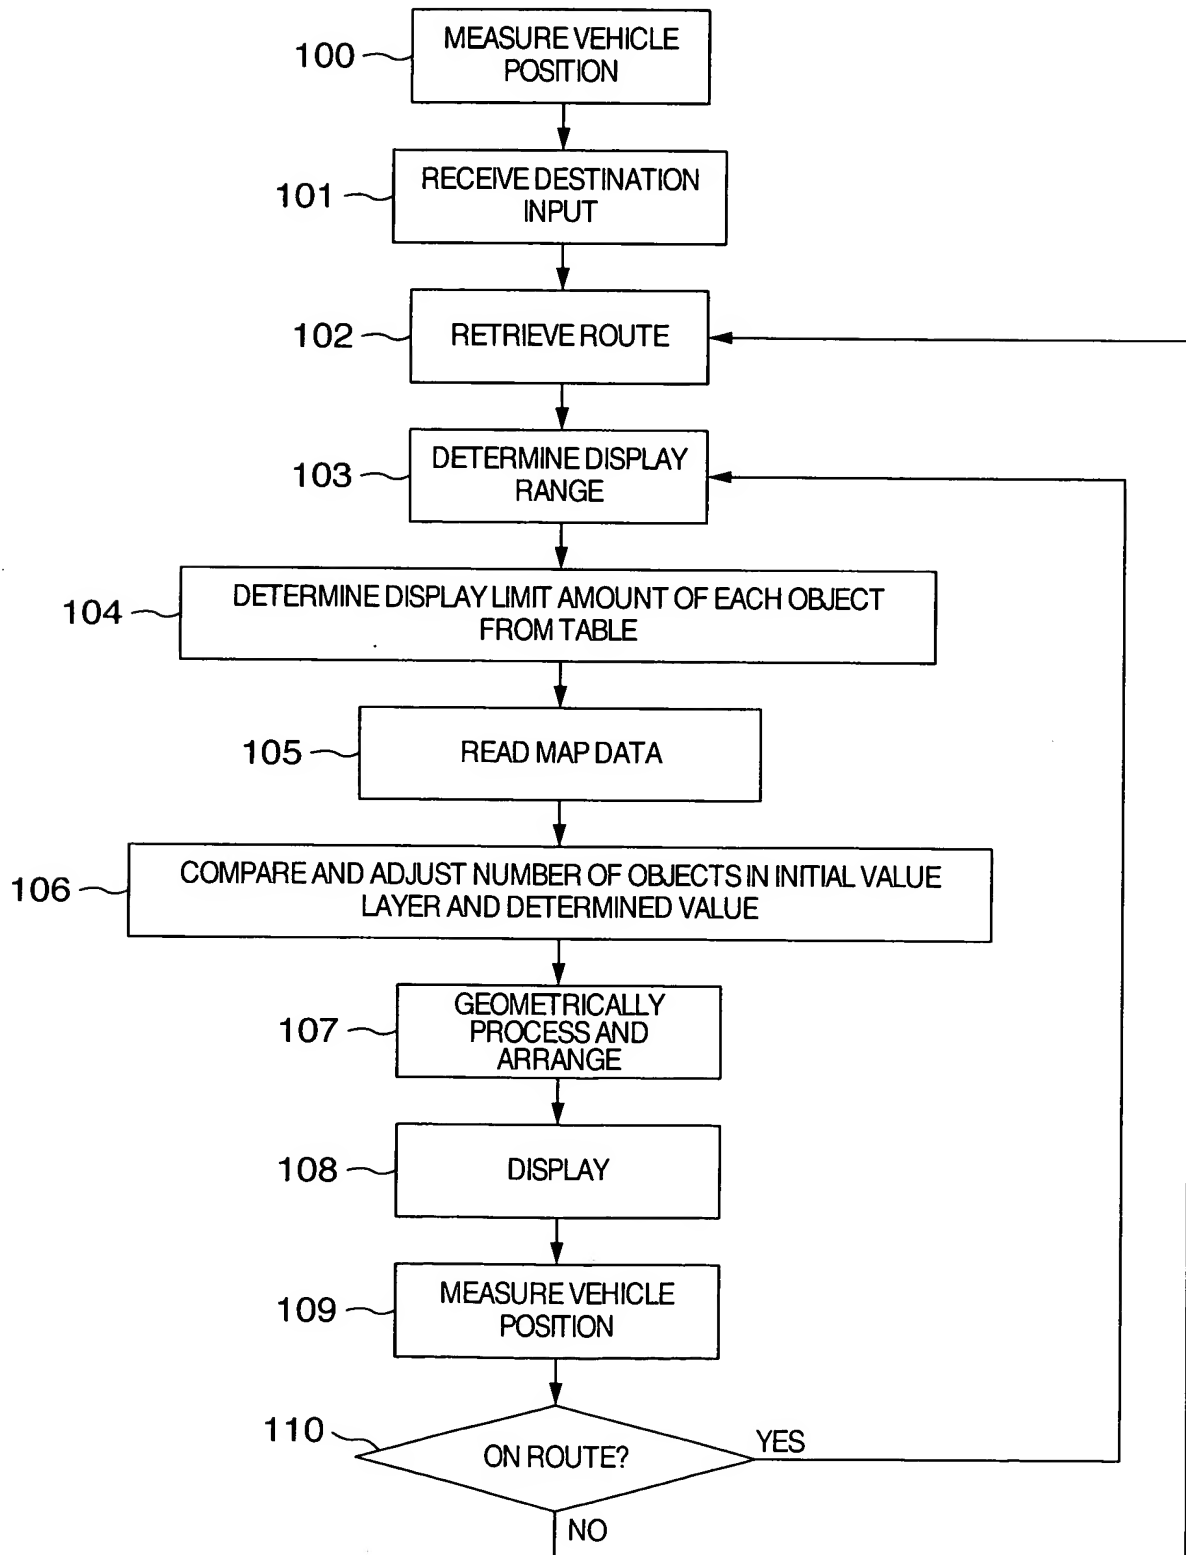 100
MEASURE VEHICLE
POSITION
101
RECEIVE DESTINATION
INPUT
102
RETRIEVE ROUTE
103
DETERMINE DISPLAY
RANGE
104
DETERMINE DISPLAY LIMIT AMOUNT OF EACH OBJECT
FROM TABLE
105
READ MAP DATA
106
COMPARE AND ADJUST NUMBER OF OBJECTS IN INITIAL VALUE
LAYER AND DETERMINED VALUE
107
GEOMETRICALLY
PROCESS AND
ARRANGE
108
DISPLAY
109
MEASURE VEHICLE
POSITION
110
ON ROUTE?
YES
NO